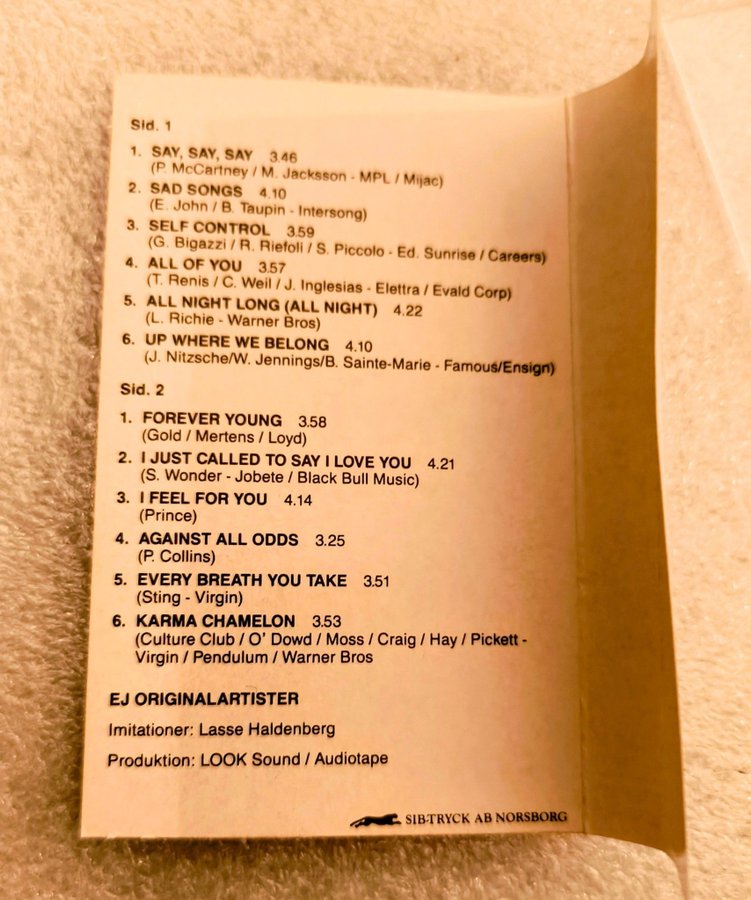 Sid. 1
1. SAY, SAY, SAY 3.46
(P. McCartney / M. Jacksson - MPL / Mijac)
2. SAD SONGS 4.10
(E. John / B. Taupin - Intersong)
3. SELF CONTROL 3.59
(G. Bigazzi / R. Riefoli / S. Piccolo - Ed. Sunrise / Careers)
4. ALL OF YOU 3.57
(T. Renis / C. Weil / J. Inglesias - Elettra / Evald Corp)
5. ALL NIGHT LONG (ALL NIGHT) 4.22
(L. Richie - Warner Bros)
6. UP WHERE WE BELONG 4.10
(J. Nitzsche/W. Jennings/B. Sainte-Marie - Famous/Ensign)
Sid. 2
1. FOREVER YOUNG 3.58
(Gold / Mertens / Loyd)
2. I JUST CALLED TO SAY I LOVE YOU 4.21
(S. Wonder - Jobete / Black Bull Music)
3. I FEEL FOR YOU 4.14
(Prince)
4. AGAINST ALL ODDS 3.25
(P. Collins)
5. EVERY BREATH YOU TAKE 3.51
(Sting - Virgin)
6. KARMA CHAMELON 3.53
(Culture Club / O' Dowd / Moss / Craig / Hay / Pickett -
Virgin / Pendulum / Warner Bros
EJ ORIGINALARTISTER
Imitationer: Lasse Haldenberg
Produktion: LOOK Sound / Audiotape
SIB-TRYCK AB NORSBORG